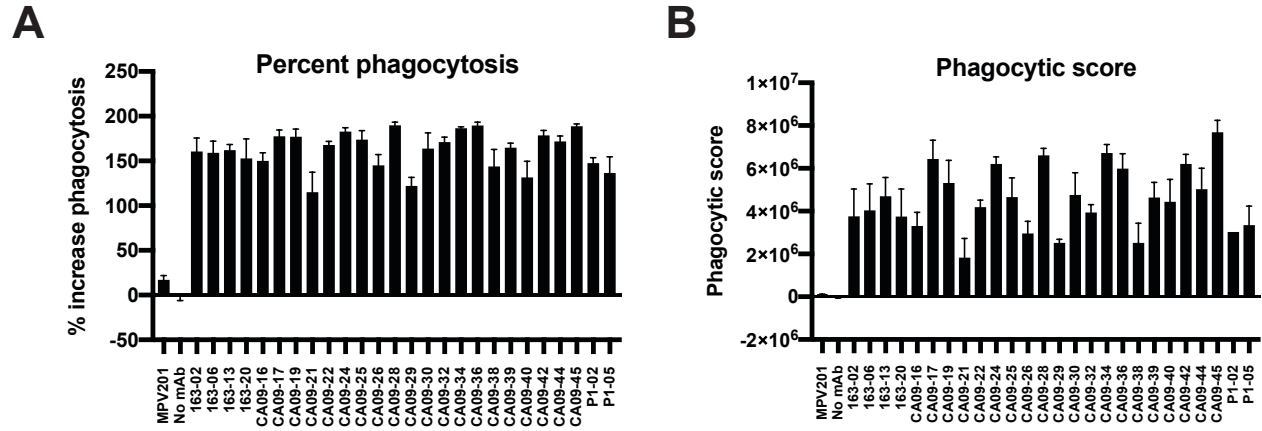 A
Percent phagocytosis
% increase phagocytosis
250
200
150
100
50
0
-50
MPV201
No mAb
163-02
163-06
163-13
163-20
CA09-16
CA09-17
CA09-19
CA09-21
CA09-22
CA09-24
CA09-25
CA09-26
CA09-28
CA09-29
CA09-30
CA09-32
CA09-34
CA09-36
CA09-38
CA09-39
CA09-40
CA09-42
CA09-44
CA09-45
P1-02
P1-05
B
Phagocytic score
Phagocytic score
1×10⁷
8×10⁶
6×10⁶
4×10⁶
2×10⁶
0
-2×10⁶
MPV201
No mAb
163-02
163-06
163-13
163-20
CA09-16
CA09-17
CA09-19
CA09-21
CA09-22
CA09-24
CA09-25
CA09-26
CA09-28
CA09-29
CA09-30
CA09-32
CA09-34
CA09-36
CA09-38
CA09-39
CA09-40
CA09-42
CA09-44
CA09-45
P1-02
P1-05